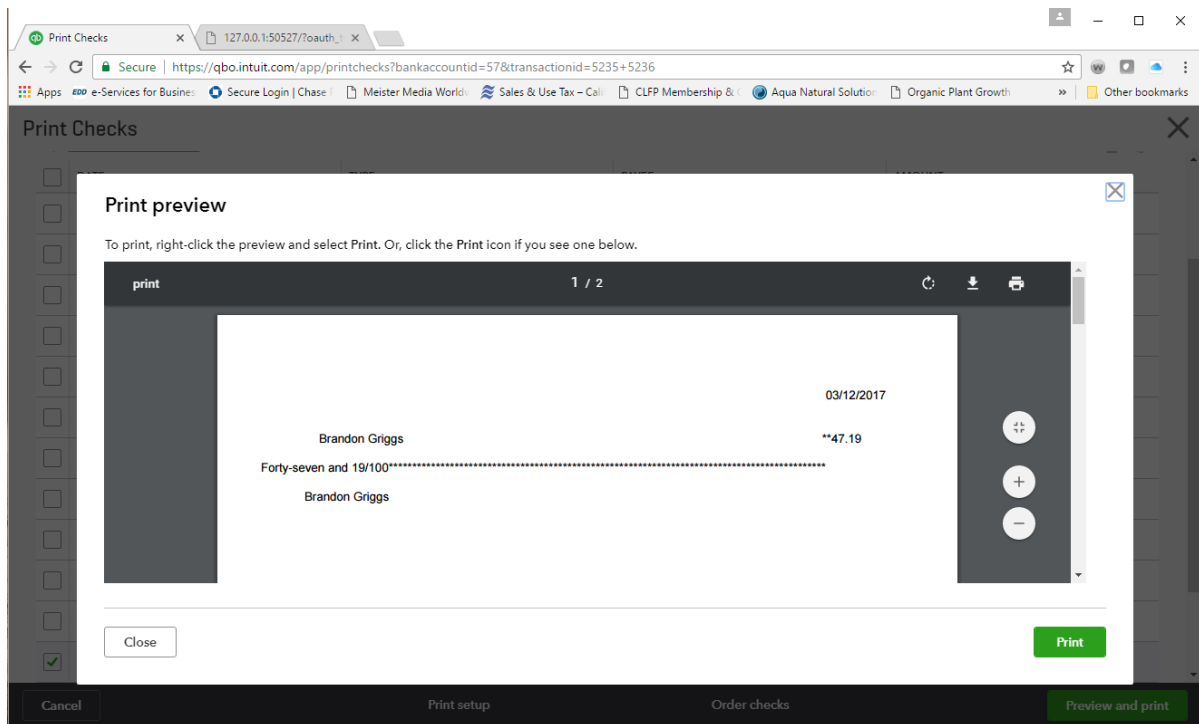 Print Checks
127.0.0.1:50527/?oauth_t
Secure | https://qbo.intuit.com/app/printchecks?bankaccountid=57&transactionid=5235+5236
Apps EDD e-Services for Busines Secure Login | Chase Meister Media World Sales & Use Tax – Cali CLFP Membership & Aqua Natural Solution Organic Plant Growth » Other bookmarks
Print Checks
Print preview
To print, right-click the preview and select Print. Or, click the Print icon if you see one below.
print 1 / 2
03/12/2017
Brandon Griggs **47.19
Forty-seven and 19/100**********************************************************************************************
Brandon Griggs
Close Print
Cancel Print setup Order checks Preview and print